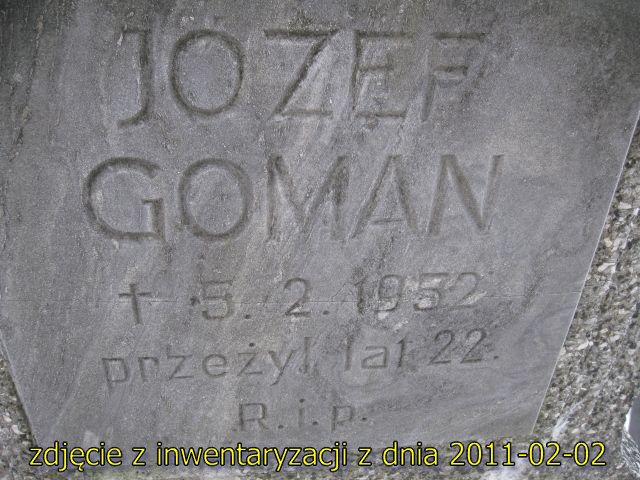 JÓZEF
GOMAN
† 5. 2. 1952
przeżył lat 22.
R.i.p.
zdjęcie z inwentaryzacji z dnia 2011-02-02